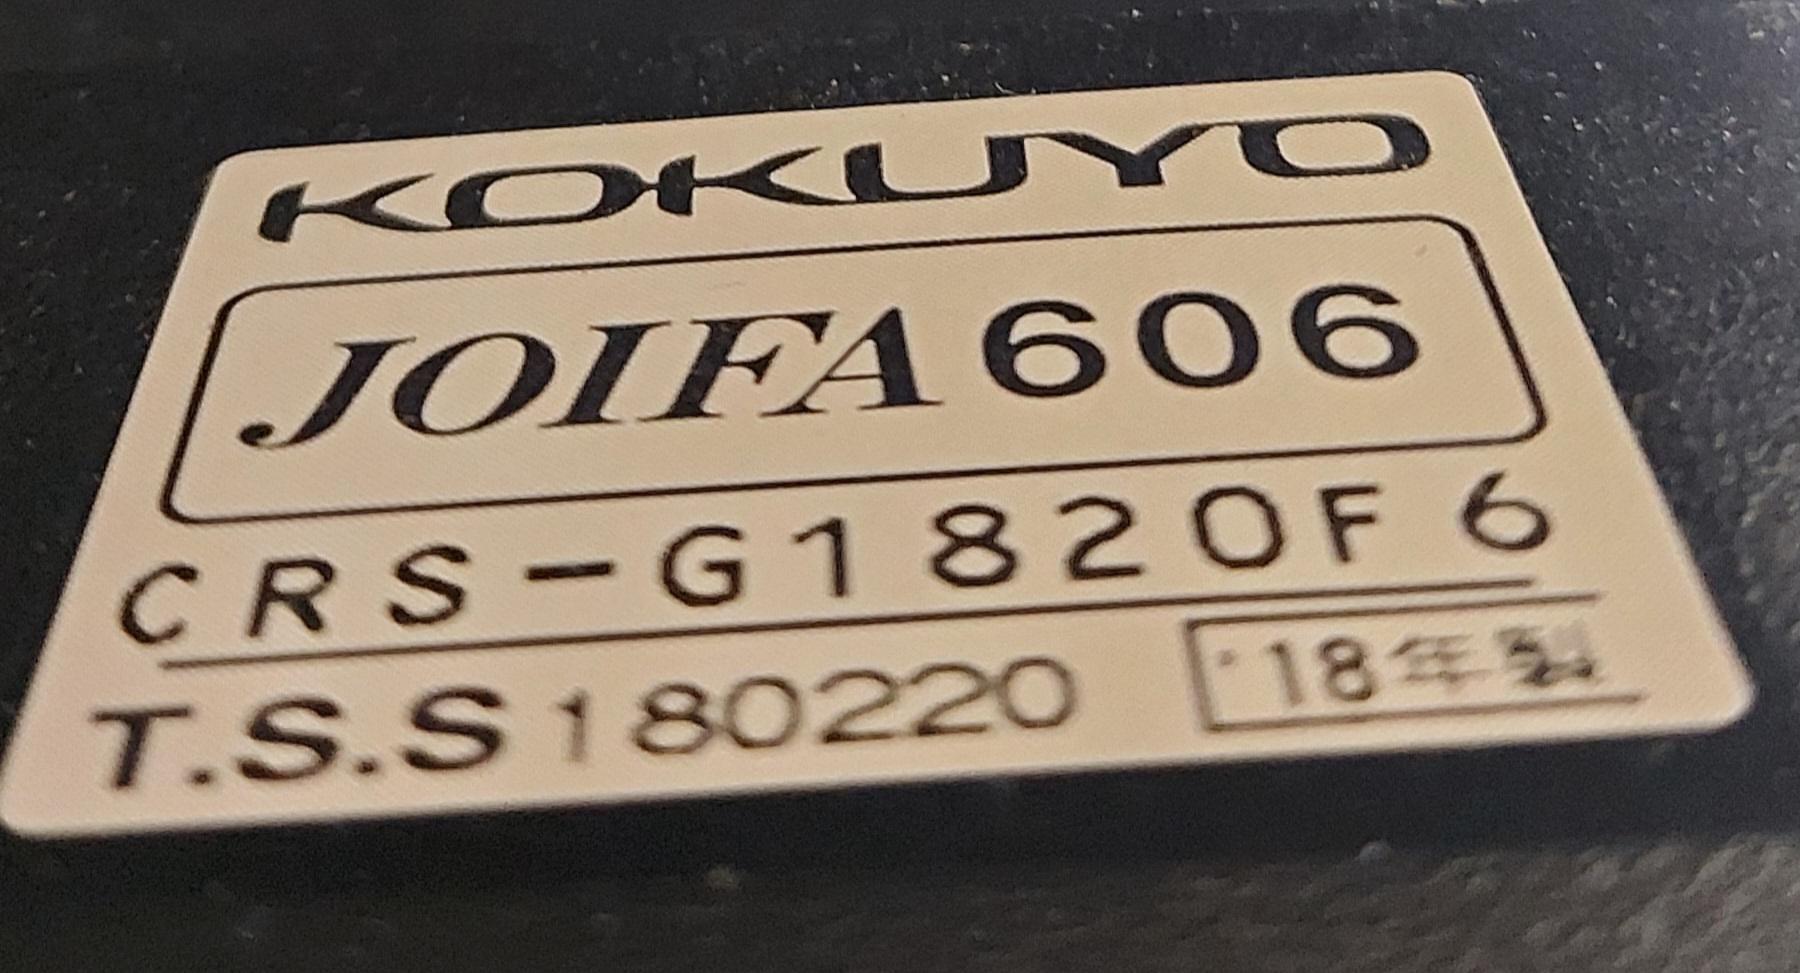 KOKUYO
JOIFA 606
CRS-G1820F6
T.S.S 180220 '18年製